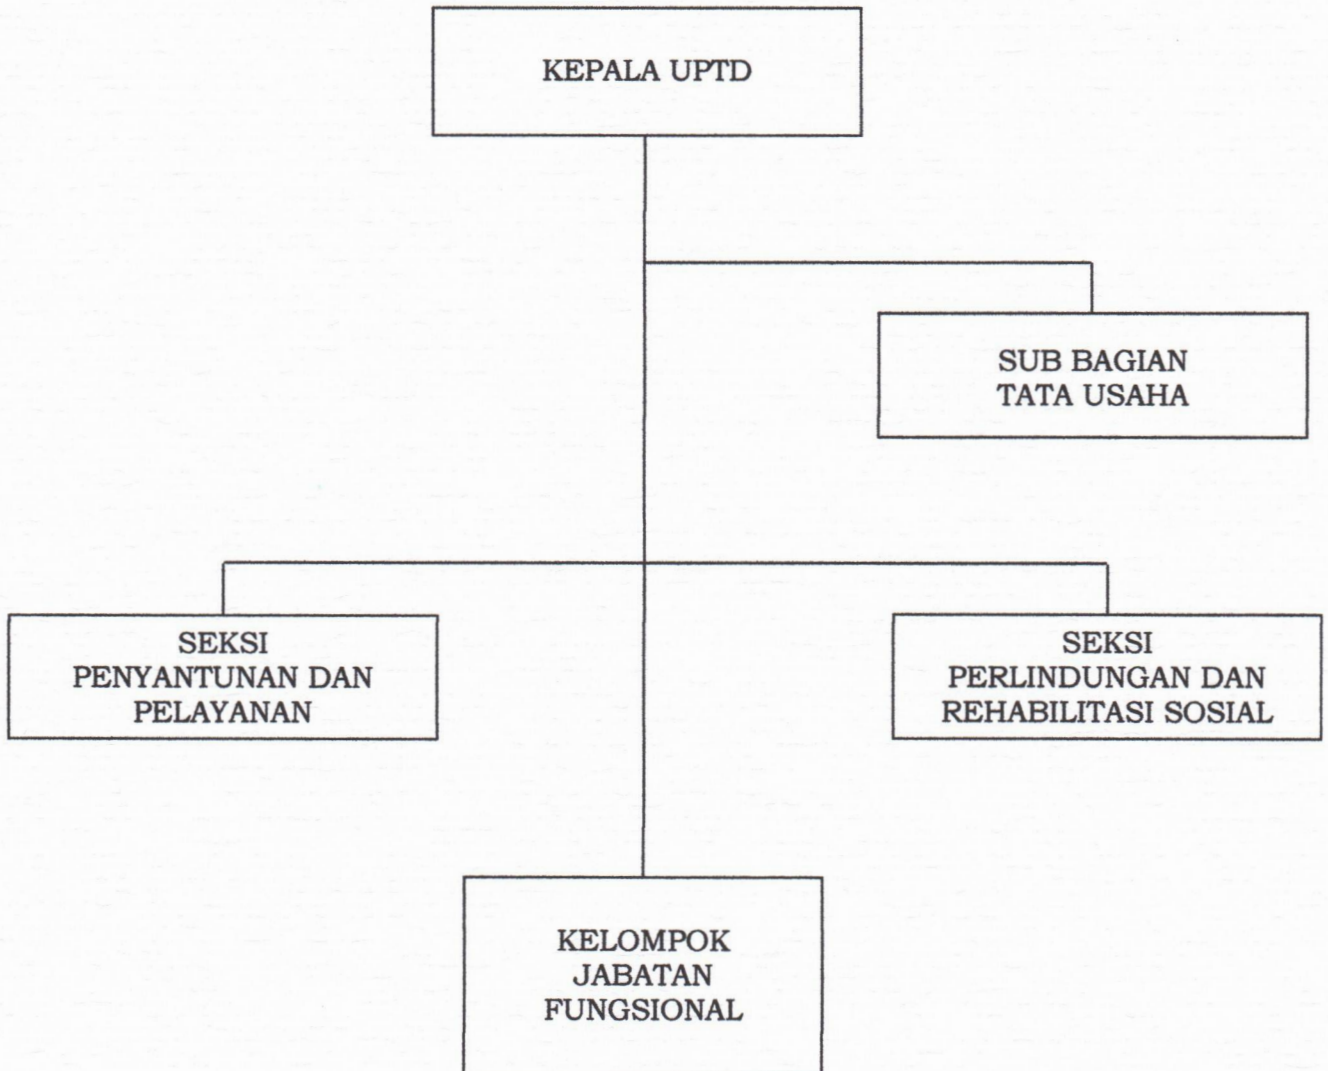 KEPALA UPTD
SUB BAGIAN
TATA USAHA
SEKSI
PENYANTUNAN DAN
PELAYANAN
SEKSI
PERLINDUNGAN DAN
REHABILITASI SOSIAL
KELOMPOK
JABATAN
FUNGSIONAL